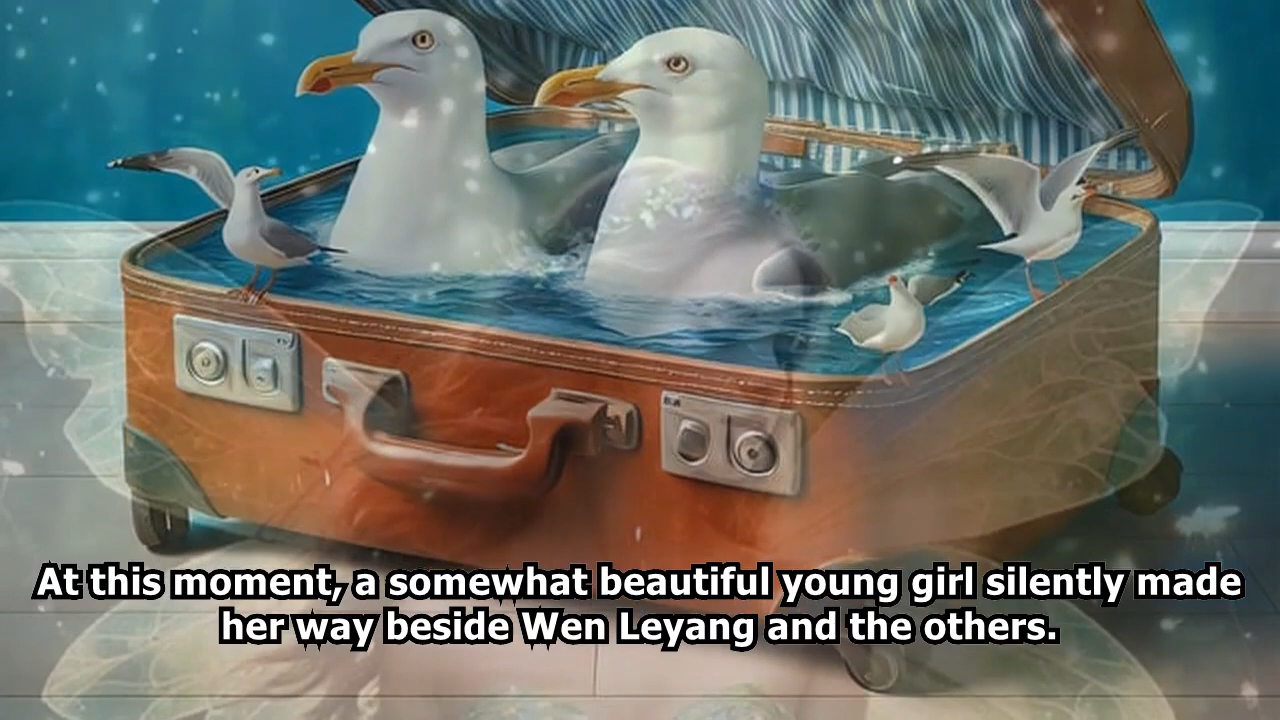 At this moment, a somewhat beautiful young girl silently made
her way beside Wen Leyang and the others.